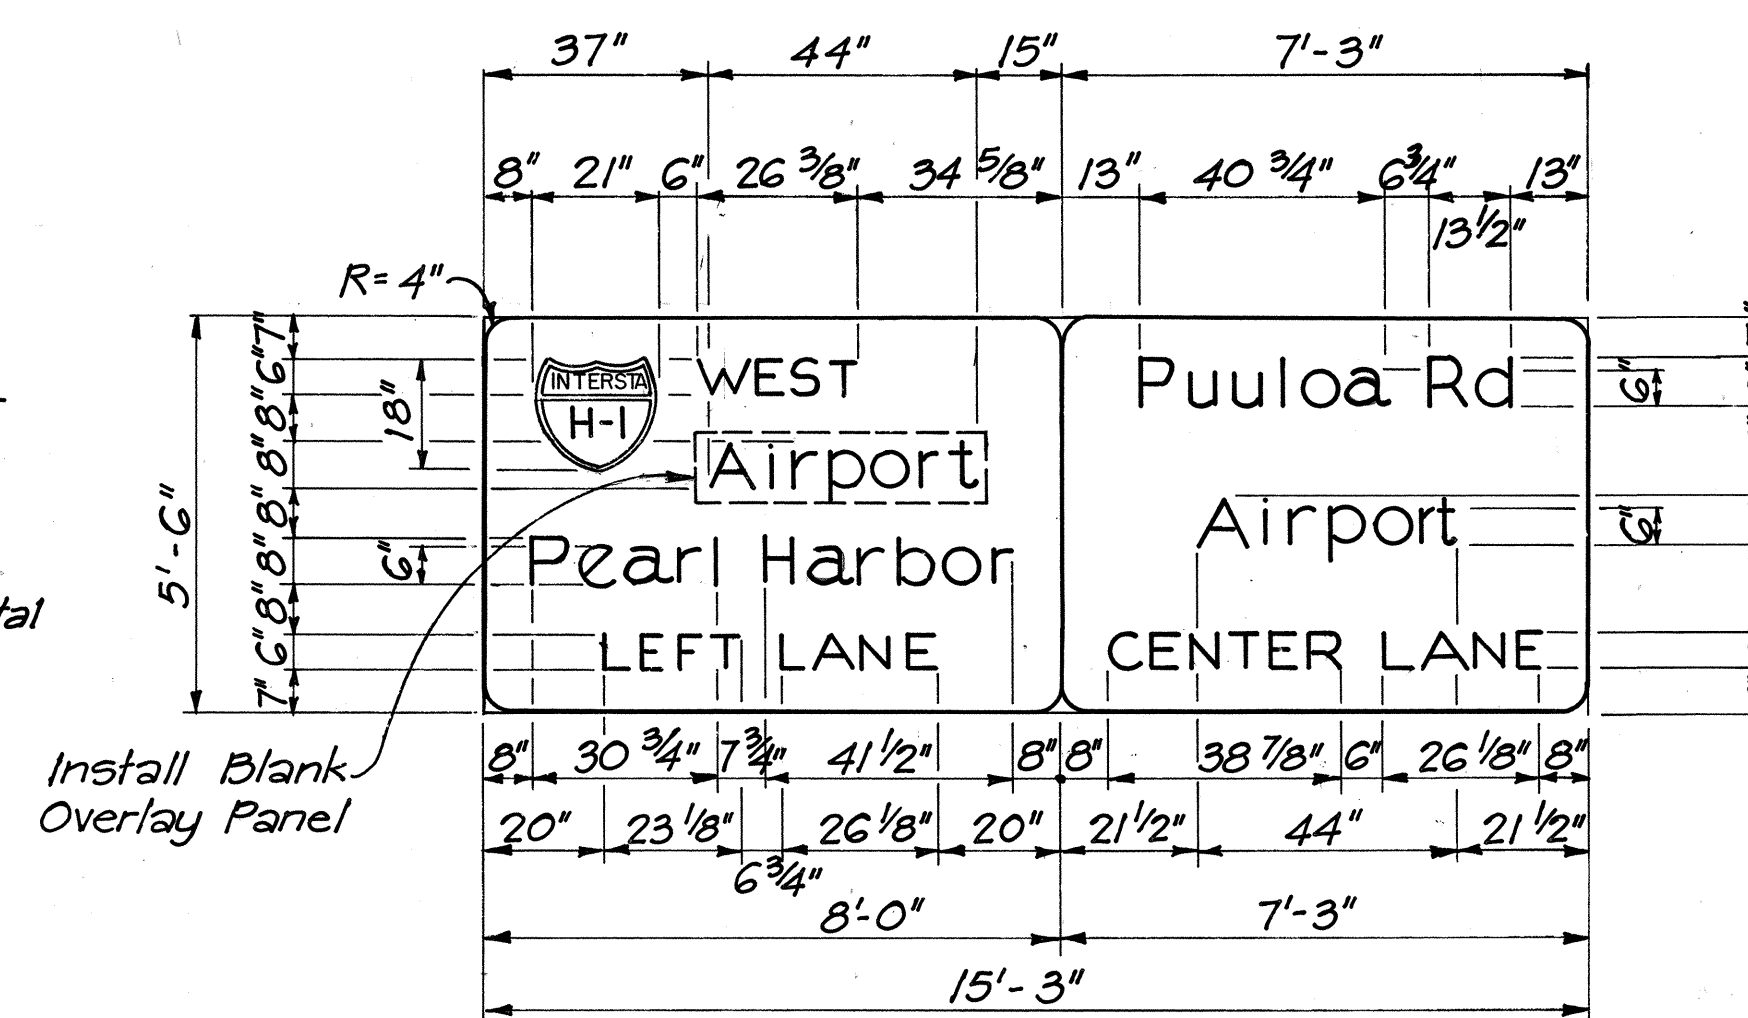 37" 44" 15" 7'-3"
8" 21" 6" 26 3/8" 34 5/8" 13" 40 3/4" 6 3/4" 13"
13 1/2"
R= 4"
7"
6"
8"
8"
8"
8"
8"
6"
7"
5'-6"
18"
6"
INTERSTA
H-1
WEST
Airport
Pearl Harbor
LEFT LANE
Puuloa Rd
Airport
CENTER LANE
6"
6"
tal
Install Blank
Overlay Panel
8" 30 3/4" 7 3/4" 41 1/2" 8" 8" 38 7/8" 6" 26 1/8" 8"
20" 23 1/8" 26 1/8" 20" 21 1/2" 44" 21 1/2"
6 3/4"
8'-0" 7'-3"
15'-3"